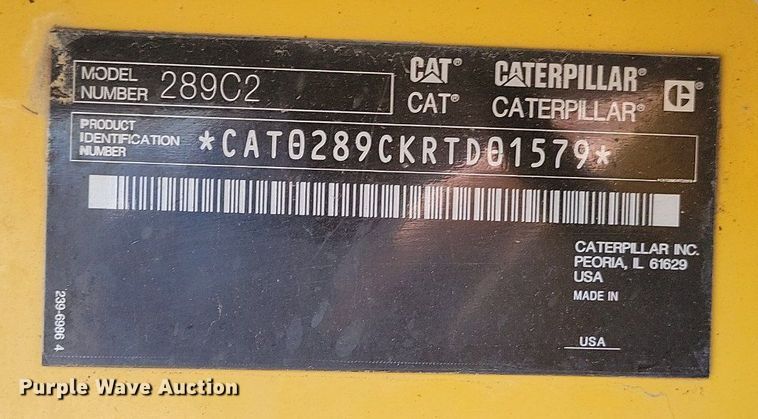 MODEL
NUMBER 289C2
CAT® CATERPILLAR®
CAT® CATERPILLAR®
C
PRODUCT
IDENTIFICATION
NUMBER
*CAT0289CKRTD01579*
CATERPILLAR INC.
PEORIA, IL 61629
USA
MADE IN
USA
239-6986 4
Purple Wave Auction